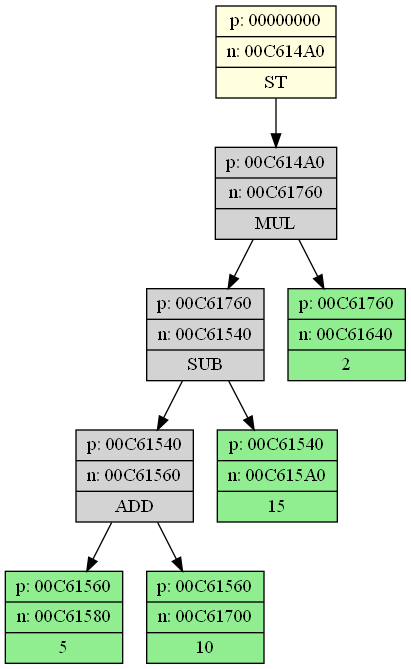 p: 00000000
n: 00C614A0
ST
p: 00C614A0
n: 00C61760
MUL
p: 00C61760
n: 00C61540
SUB
p: 00C61760
n: 00C61640
2
p: 00C61540
n: 00C61560
ADD
p: 00C61540
n: 00C615A0
15
p: 00C61560
n: 00C61580
5
p: 00C61560
n: 00C61700
10